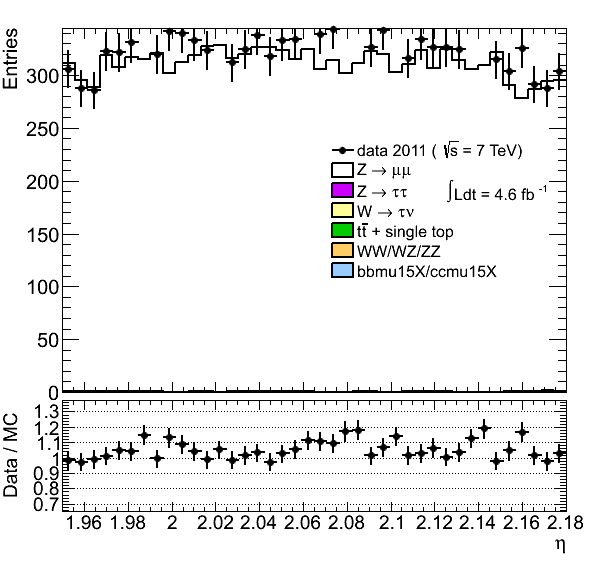 Entries
300
250
200
150
100
50
0
data 2011 ( √s = 7 TeV)
Z → μμ
Z → ττ
∫Ldt = 4.6 fb⁻¹
W → τν
tt̄ + single top
WW/WZ/ZZ
bbmu15X/ccmu15X
Data / MC
1.3
1.2
1.1
1
0.9
0.8
0.7
1.96 1.98 2 2.02 2.04 2.06 2.08 2.1 2.12 2.14 2.16 2.18
η